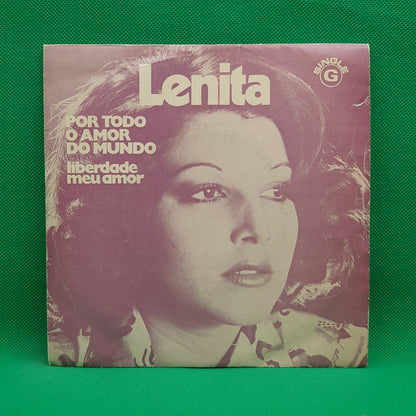 Lenita
SINGLE
G
POR TODO
O AMOR
DO MUNDO
liberdade
meu amor